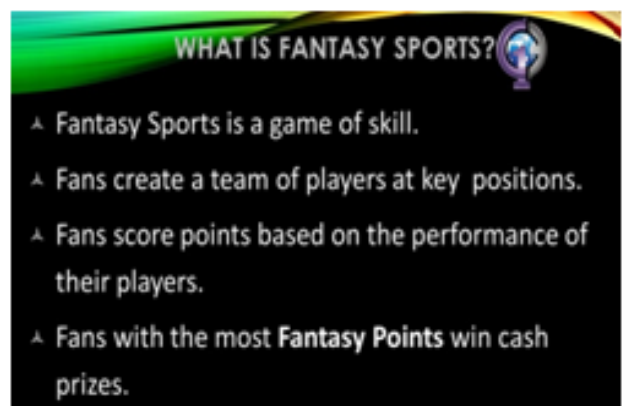 WHAT IS FANTASY SPORTS?
Fantasy Sports is a game of skill.
Fans create a team of players at key positions.
Fans score points based on the performance of
their players.
Fans with the most Fantasy Points win cash
prizes.